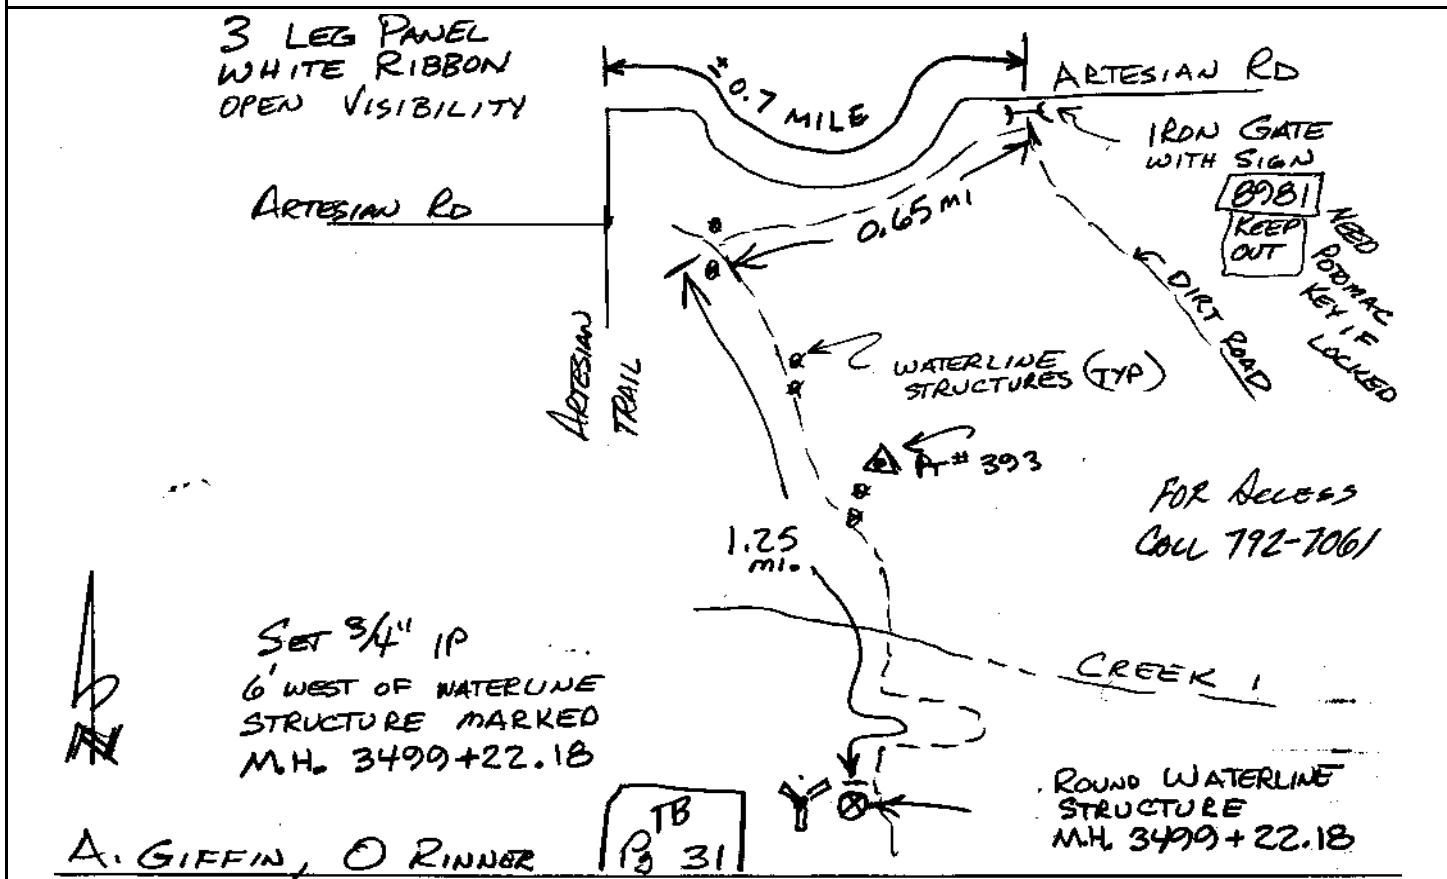 3 LEG PANEL
WHITE RIBBON
OPEN VISIBILITY
± 0.7 MILE
ARTESIAN RD
IRON GATE
WITH SIGN
8981
KEEP
OUT
NEED
POTOMAC
KEY IF
LOCKED
ARTESIAN RD
0.65 MI
DIRT ROAD
ARTESIAN
TRAIL
WATERLINE
STRUCTURES (TYP)
PT # 393
FOR ACCESS
CALL 792-7061
1.25
MI.
SET 3/4" IP
6' WEST OF WATERLINE
STRUCTURE MARKED
M.H. 3499+22.18
CREEK
N
ROUND WATERLINE
STRUCTURE
M.H. 3499+22.18
TB
Pg 31
A. GIFFIN, O RINNER